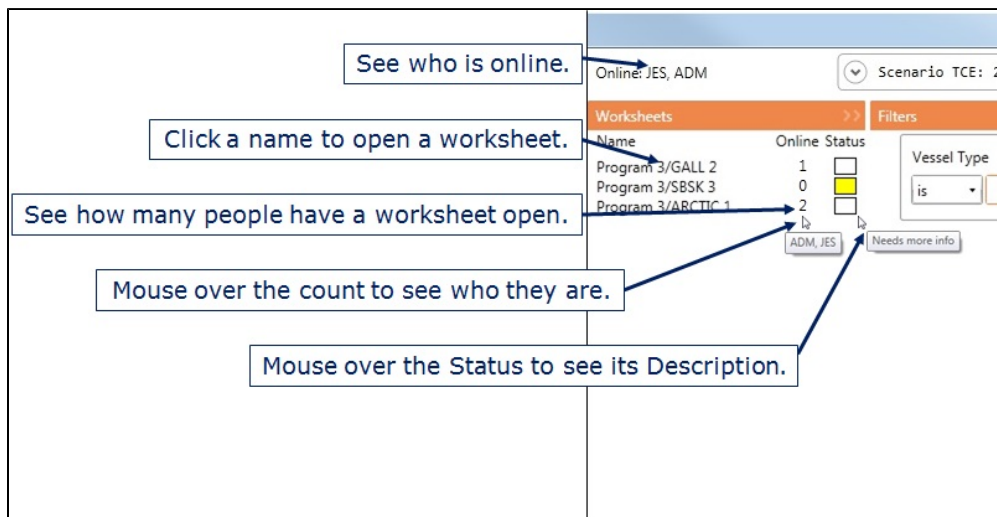 See who is online.
Online: JES, ADM
Scenario TCE: 2
Worksheets >> Filters
Click a name to open a worksheet.
Name Online Status
Program 3/GALL 2 1
Vessel Type
Program 3/SBSK 3 0
is
See how many people have a worksheet open.
Program 3/ARCTIC 1 2
ADM, JES
Needs more info
Mouse over the count to see who they are.
Mouse over the Status to see its Description.